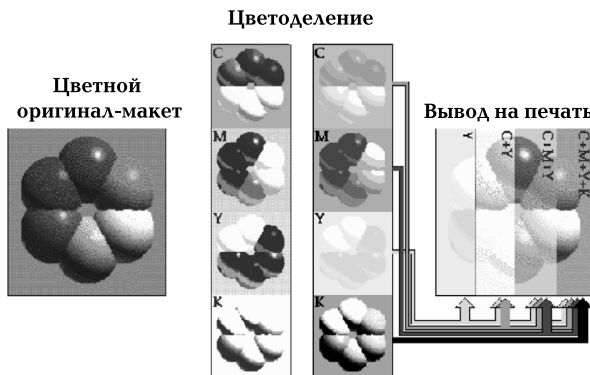 Цветоделение
Цветной
оригинал-макет
Вывод на печать
C
M
Y
K
C
M
Y
K
Y
C+Y
C+M+Y
C+M+Y+K